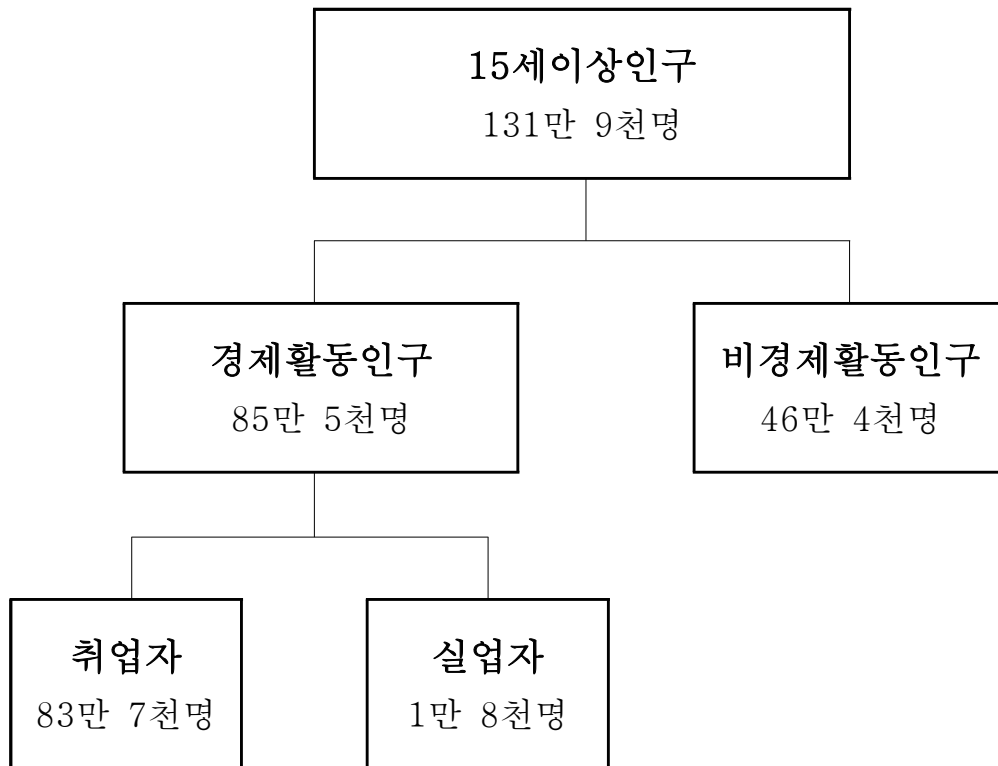 15세이상인구
131만 9천명
경제활동인구
85만 5천명
비경제활동인구
46만 4천명
취업자
83만 7천명
실업자
1만 8천명